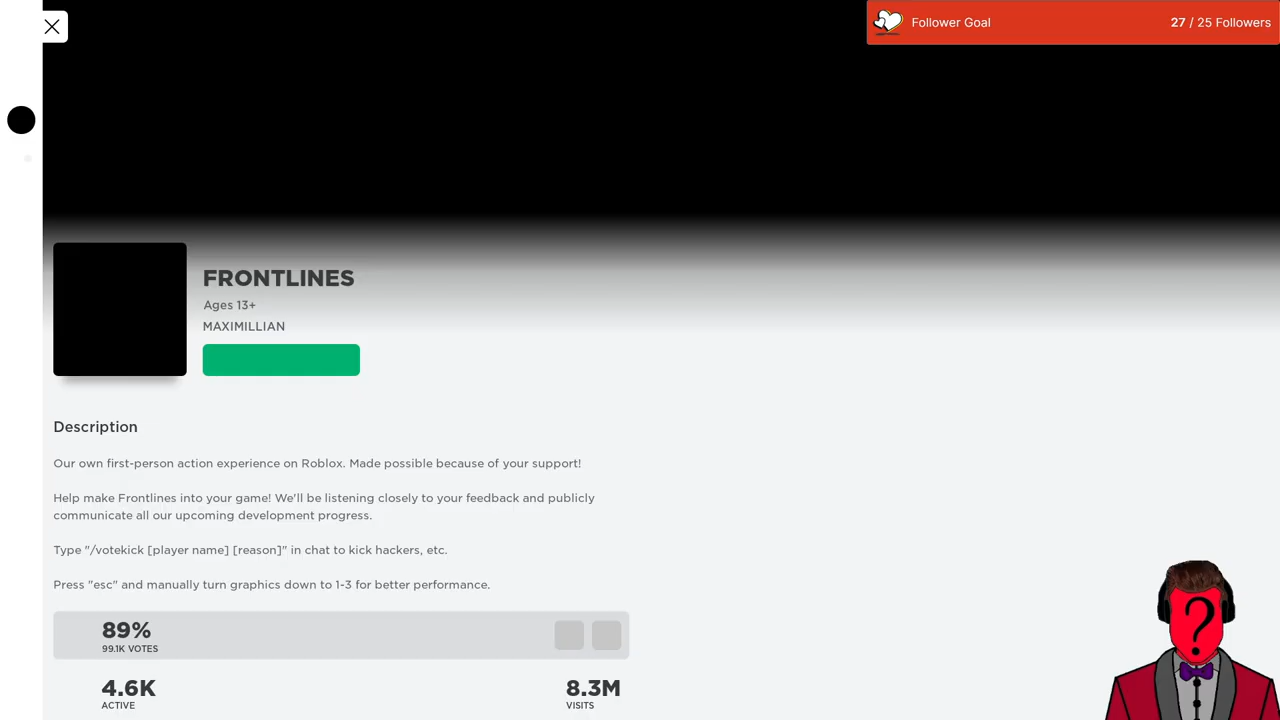 Follower Goal 27 / 25 Followers
FRONTLINES
Ages 13+
MAXIMILLIAN
Description
Our own first-person action experience on Roblox. Made possible because of your support!
Help make Frontlines into your game! We'll be listening closely to your feedback and publicly
communicate all our upcoming development progress.
Type "/votekick [player name] [reason]" in chat to kick hackers, etc.
Press "esc" and manually turn graphics down to 1-3 for better performance.
89%
99.1K VOTES
4.6K 8.3M
ACTIVE VISITS
?